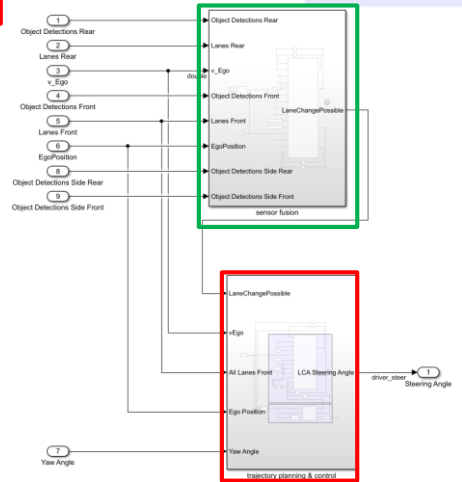 1
Object Detections Rear
2
Lanes Rear
3
v_Ego
4
Object Detections Front
5
Lanes Front
6
EgoPosition
8
Object Detections Side Rear
9
Object Detections Side Front
double
Object Detections Rear
Lanes Rear
v_Ego
Object Detections Front
Lanes Front
EgoPosition
Object Detections Side Rear
Object Detections Side Front
LaneChangePossible
sensor fusion
7
Yaw Angle
LaneChangePossible
vEgo
All Lanes Front
Ego Position
Yaw Angle
LCA Steering Angle
trajectory planning & control
driver_steer
1
Steering Angle